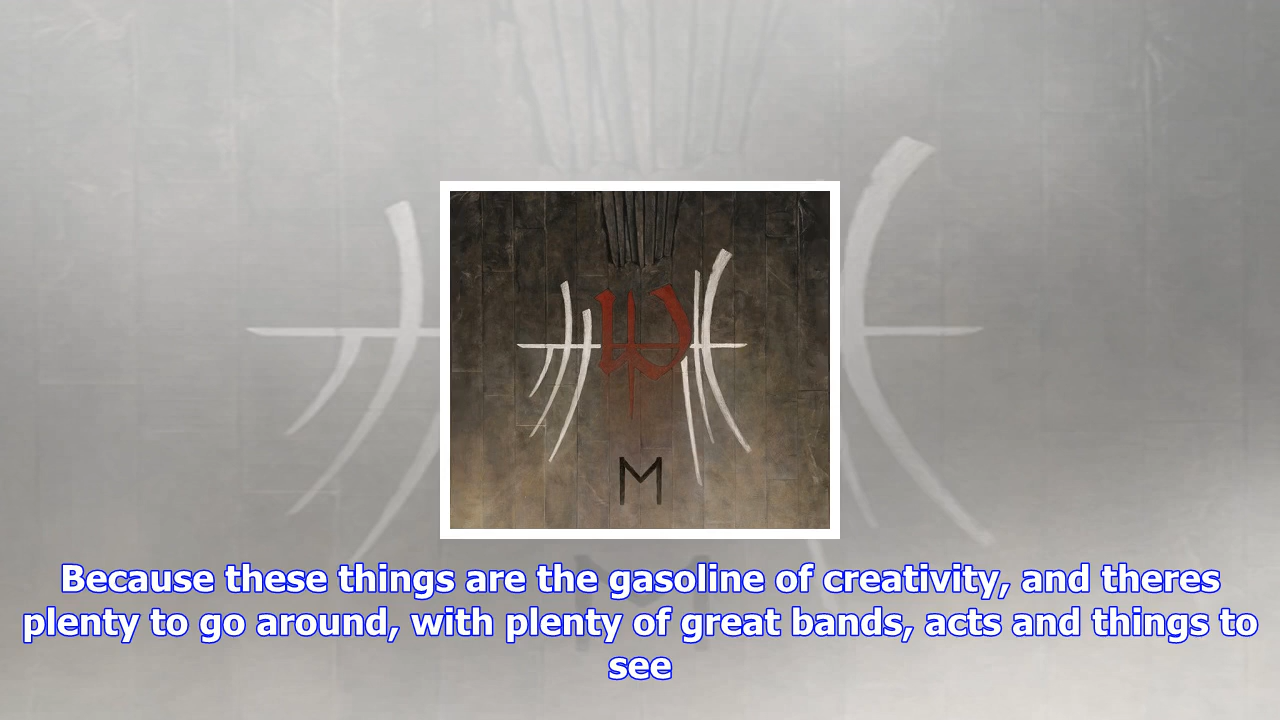 Because these things are the gasoline of creativity, and theres
plenty to go around, with plenty of great bands, acts and things to
see